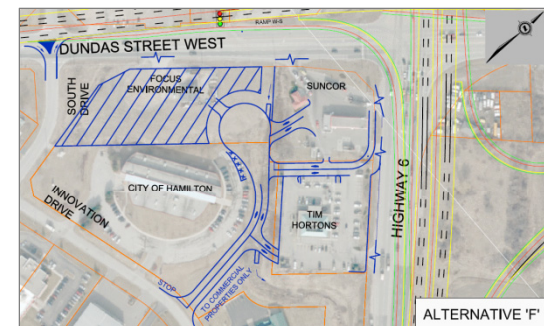 RAMP W-S
DUNDAS STREET WEST
SOUTH
DRIVE
FOCUS
ENVIRONMENTAL
SUNCOR
CITY OF HAMILTON
INNOVATION
DRIVE
TIM
HORTONS
HIGHWAY 6
STOP
TO COMMERCIAL
PROPERTIES ONLY
ALTERNATIVE 'F'